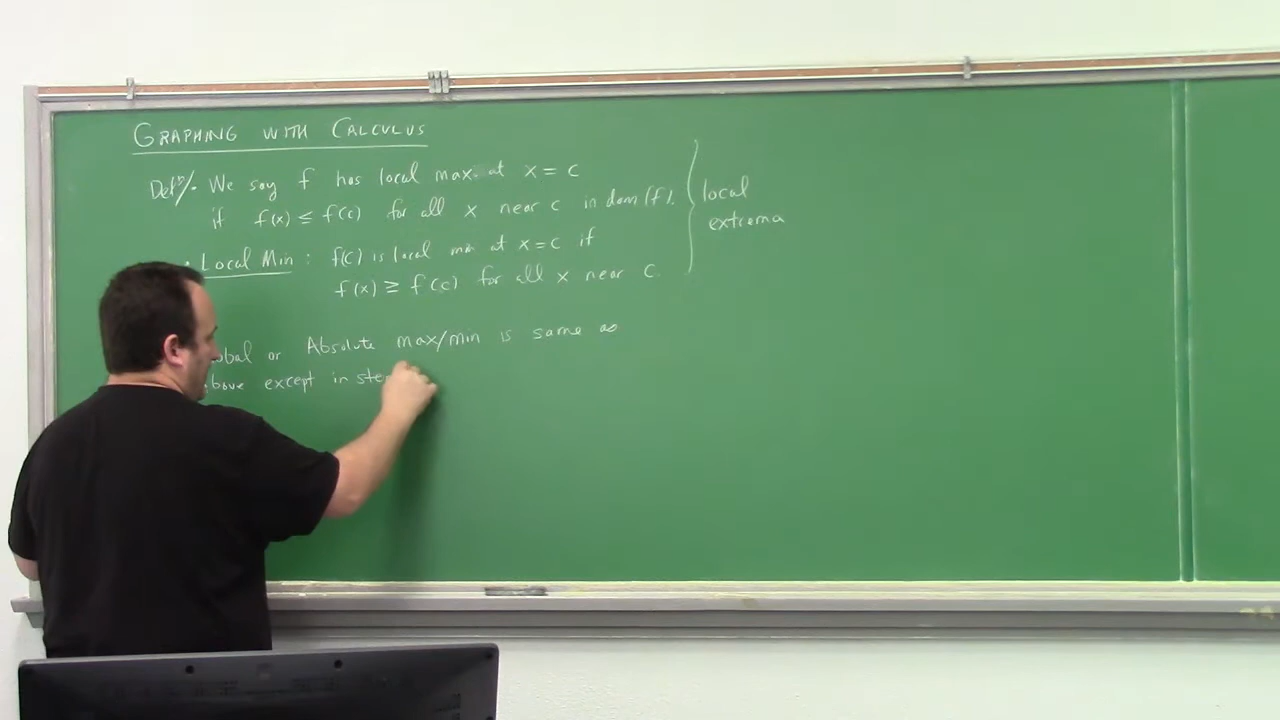 GRAPHING WITH CALCULUS
Defn/. We say f has local max. at x = c
if f(x) ≤ f(c) for all x near c in dom(f).
• Local Min : f(c) is local min at x=c if
f(x) ≥ f(c) for all x near c.
local
extrema
or Absolute max/min is same as
except in